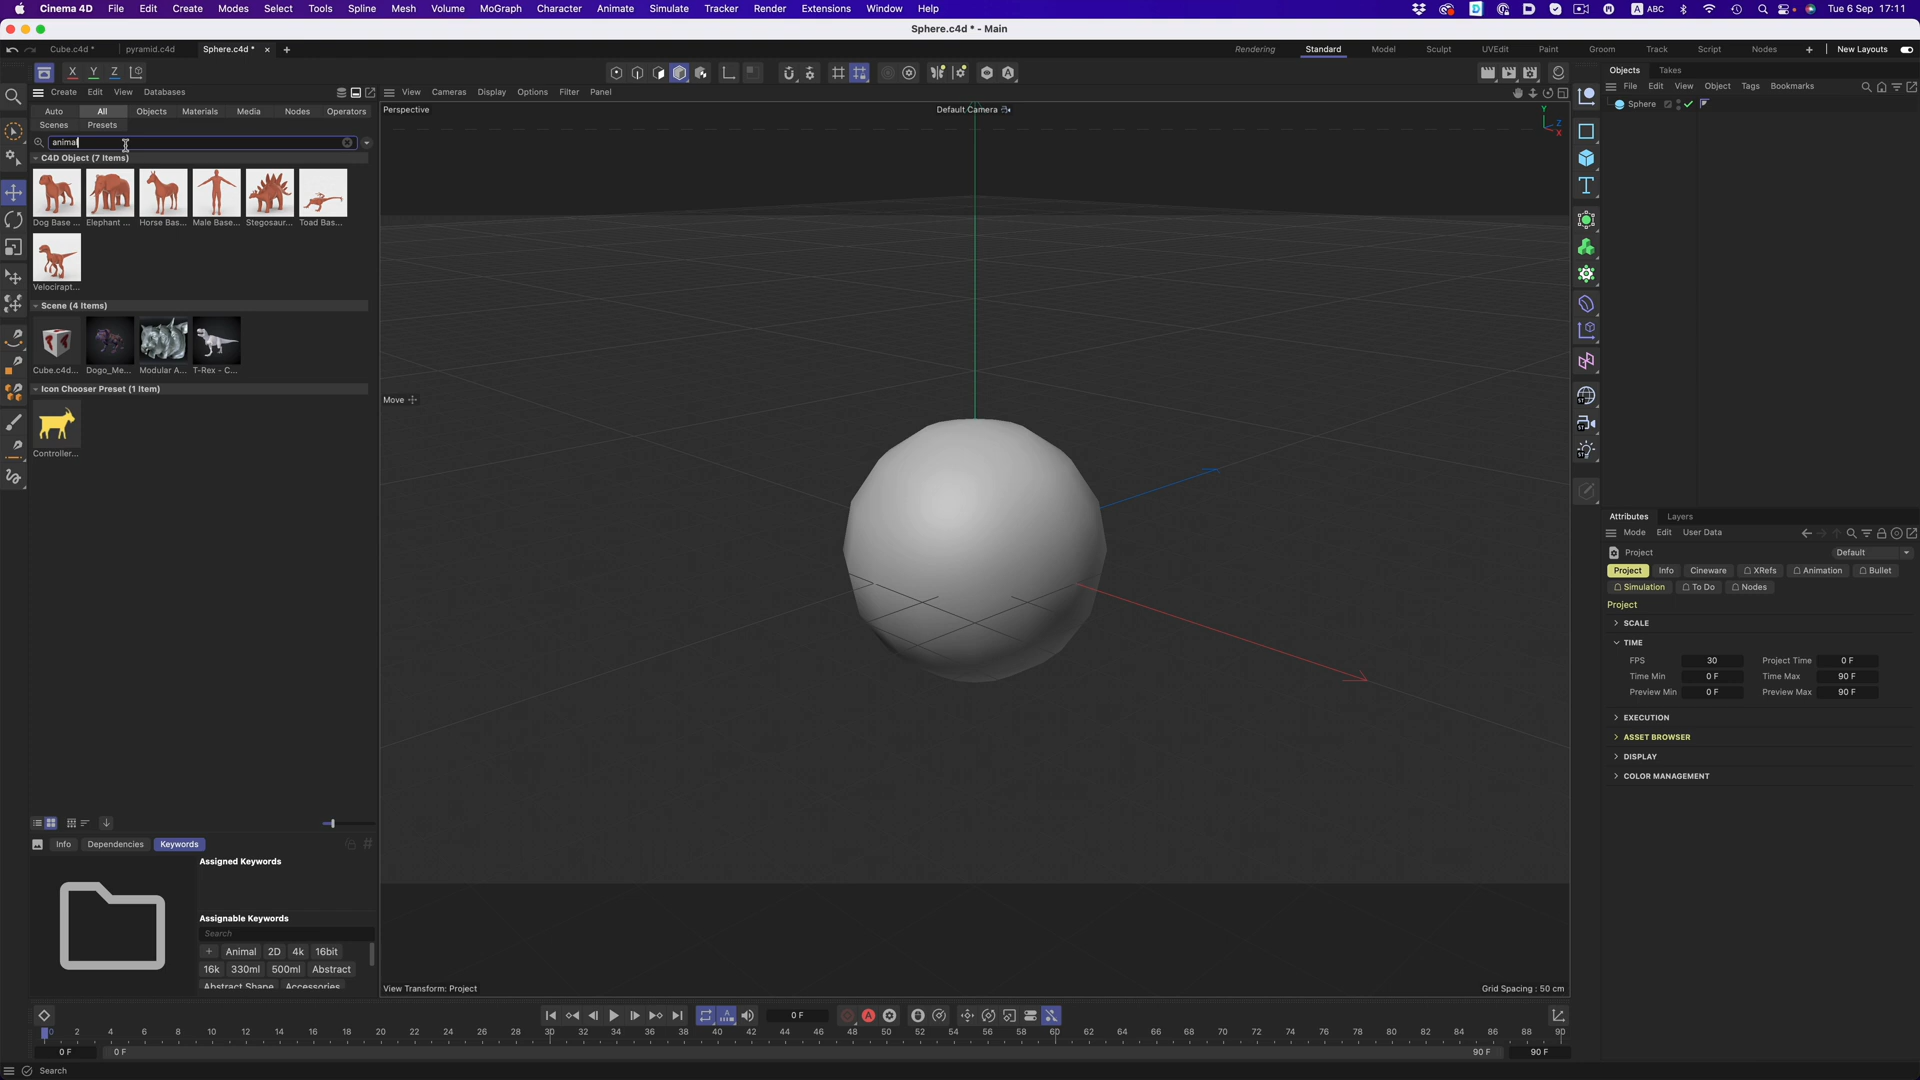 Cinema 4D File Edit Create Modes Select Tools Spline Mesh Volume MoGraph Character Animate Simulate Tracker Render Extensions Window Help ABC Tue 6 Sep 17:11
Sphere.c4d * - Main
Cube.c4d * pyramid.c4d Sphere.c4d * Rendering Standard Model Sculpt UVEdit Paint Groom Track Script Nodes New Layouts
X Y Z
Objects Takes
File Edit View Object Tags Bookmarks
Create Edit View Databases View Cameras Display Options Filter Panel
Sphere
Auto All Objects Materials Media Nodes Operators
Perspective Default Camera
Y
Z
X
Scenes Presets
animal
C4D Object (7 Items)
Dog Base ... Elephant ... Horse Bas... Male Base... Stegosaur... Toad Bas...
Velocirapt...
Scene (4 Items)
Cube.c4d... Dogo_Me... Modular A... T-Rex - C...
Icon Chooser Preset (1 Item)
Move
Controller...
Attributes Layers
Mode Edit User Data
Project Default
Project Info Cineware XRefs Animation Bullet
Simulation To Do Nodes
Project
SCALE
TIME
FPS 30 Project Time 0 F
Time Min 0 F Time Max 90 F
Preview Min 0 F Preview Max 90 F
EXECUTION
ASSET BROWSER
DISPLAY
COLOR MANAGEMENT
Info Dependencies Keywords
Assigned Keywords
Assignable Keywords
Search
+ Animal 2D 4k 16bit
16k 330ml 500ml Abstract
Abstract Shape Accessories
View Transform: Project Grid Spacing : 50 cm
0 F
0 2 4 6 8 10 12 14 16 18 20 22 24 26 28 30 32 34 36 38 40 42 44 46 48 50 52 54 56 58 60 62 64 66 68 70 72 74 76 78 80 82 84 86 88 90
0 F 0 F 90 F 90 F
Search